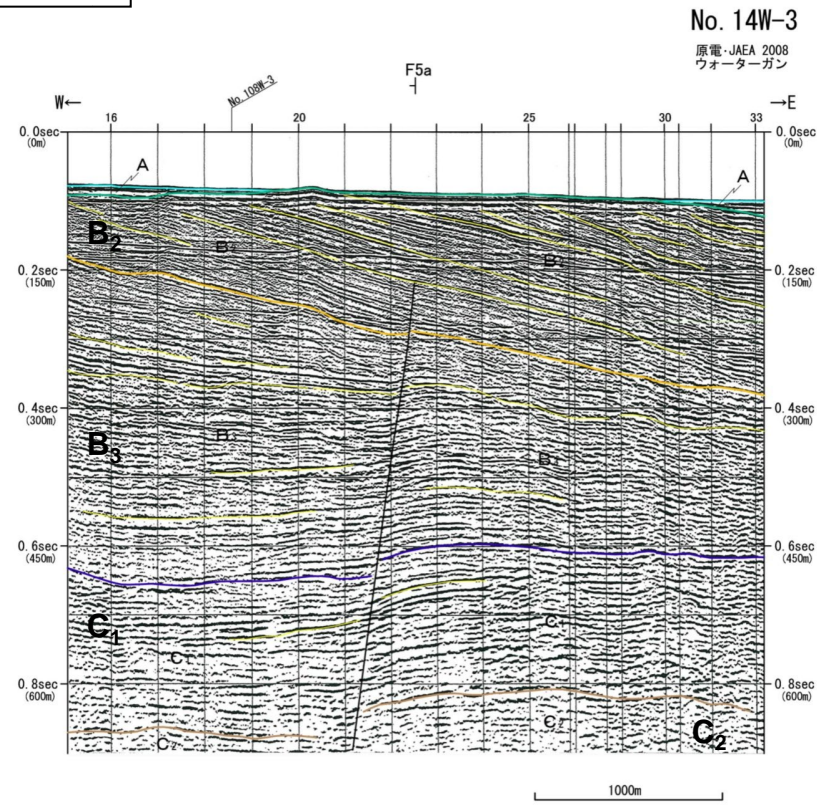 No. 14W-3
原電・JAEA 2008
ウォーターガン
F5a
No.108W-3
W← →E
16 20 25 30 33
0. 0sec 0. 0sec
(0m) (0m)
A
A
B2
B2
B2
0. 2sec 0. 2sec
(150m) (150m)
0. 4sec 0. 4sec
(300m) (300m)
B3
B3
B3
0. 6sec 0. 6sec
(450m) (450m)
C1
C1
C1
0. 8sec 0. 8sec
(600m) (600m)
C2
C2
C2
1000m